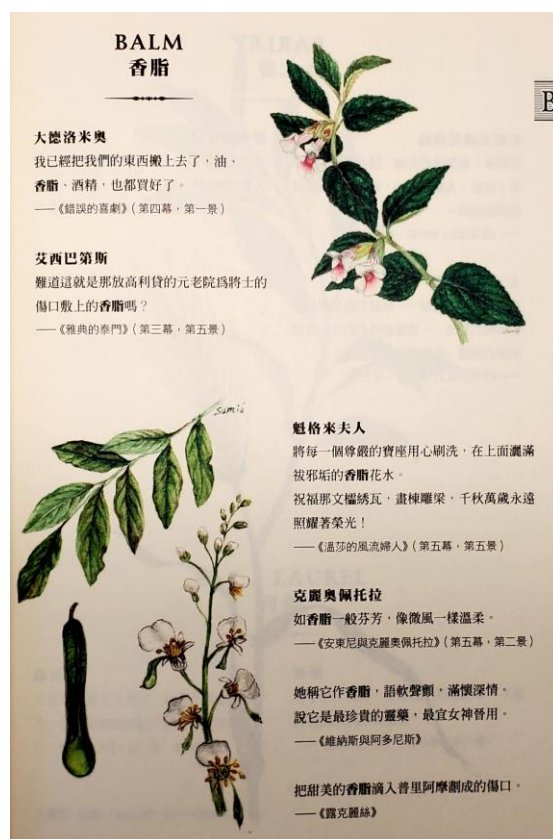 BALM
香脂
B
大德洛米奧
我已經把我們的東西搬上去了，油、
香脂、酒精，也都買好了。
——《錯誤的喜劇》（第四幕，第一景）
艾西巴第斯
難道這就是那放高利貸的元老院為將士的
傷口敷上的香脂嗎？
——《雅典的泰門》（第三幕，第五景）
魁格來夫人
將每一個尊嚴的寶座用心刷洗，在上面灑滿
祓邪垢的香脂花水。
祝福那文櫺綉瓦，畫棟雕梁，千秋萬歲永遠
照耀著榮光！
——《溫莎的風流婦人》（第五幕，第五景）
克麗奧佩托拉
如香脂一般芬芳，像微風一樣溫柔。
——《安東尼與克麗奧佩托拉》（第五幕，第二景）
她稱它作香脂，語軟聲顫，滿懷深情。
說它是最珍貴的靈藥，最宜女神晉用。
——《維納斯與阿多尼斯》
把甜美的香脂滴入普里阿摩劃成的傷口。
——《露克麗絲》